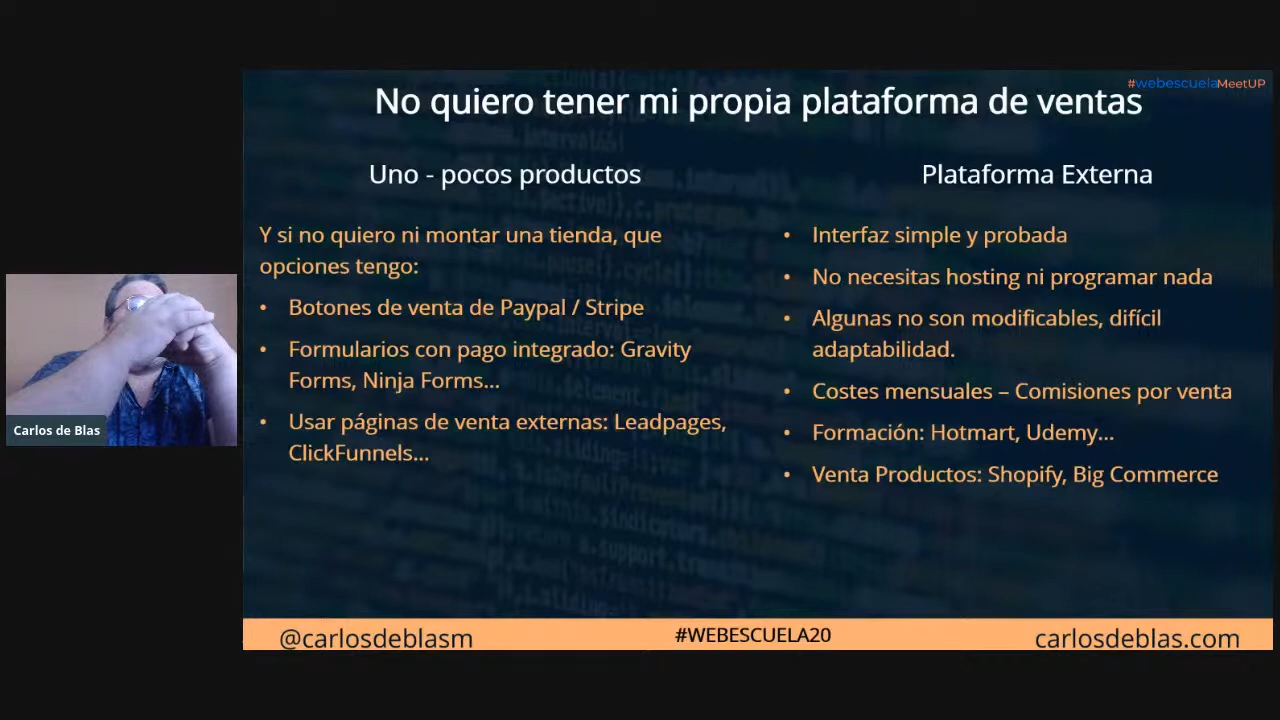 #webescuelaMeetUP
No quiero tener mi propia plataforma de ventas
Uno - pocos productos
Y si no quiero ni montar una tienda, que
opciones tengo:
• Botones de venta de Paypal / Stripe
• Formularios con pago integrado: Gravity
Forms, Ninja Forms...
• Usar páginas de venta externas: Leadpages,
ClickFunnels...
Plataforma Externa
• Interfaz simple y probada
• No necesitas hosting ni programar nada
• Algunas no son modificables, difícil
adaptabilidad.
• Costes mensuales – Comisiones por venta
• Formación: Hotmart, Udemy...
• Venta Productos: Shopify, Big Commerce
Carlos de Blas
@carlosdeblasm
#WEBESCUELA20
carlosdeblas.com